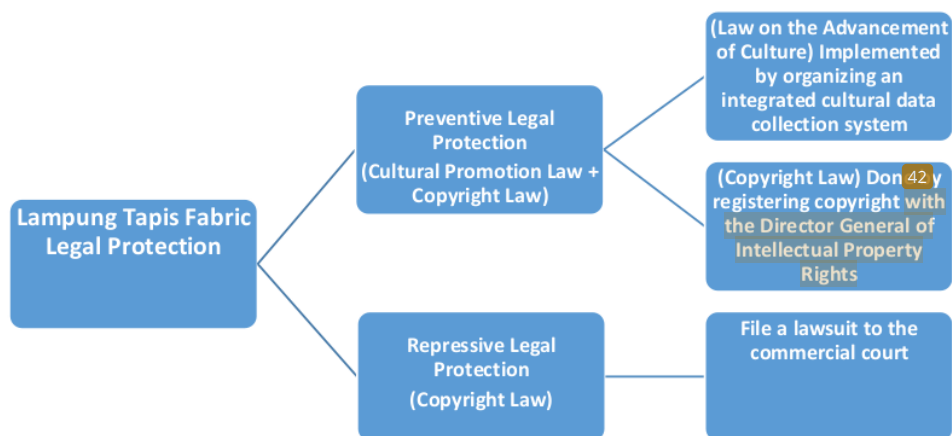 Lampung Tapis Fabric
Legal Protection
Preventive Legal
Protection
(Cultural Promotion Law +
Copyright Law)
(Law on the Advancement
of Culture) Implemented
by organizing an
integrated cultural data
collection system
(Copyright Law) Don 42 y
registering copyright with
the Director General of
Intellectual Property
Rights
Repressive Legal
Protection
(Copyright Law)
File a lawsuit to the
commercial court